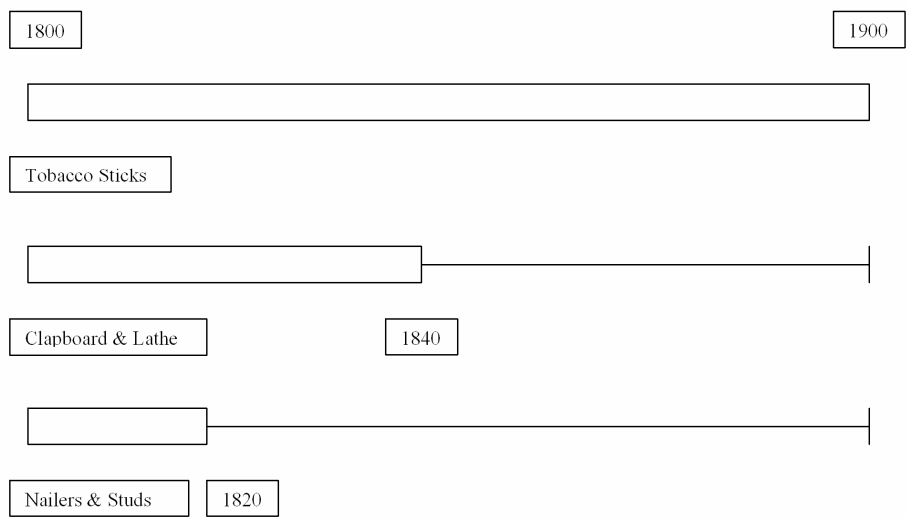 1800
1900
Tobacco Sticks
Clapboard & Lathe
1840
Nailers & Studs
1820